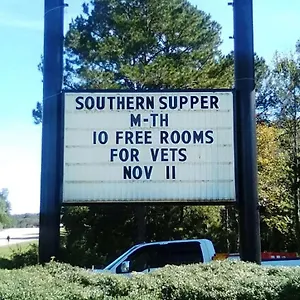 SOUTHERN SUPPER
M-TH
10 FREE ROOMS
FOR VETS
NOV 11